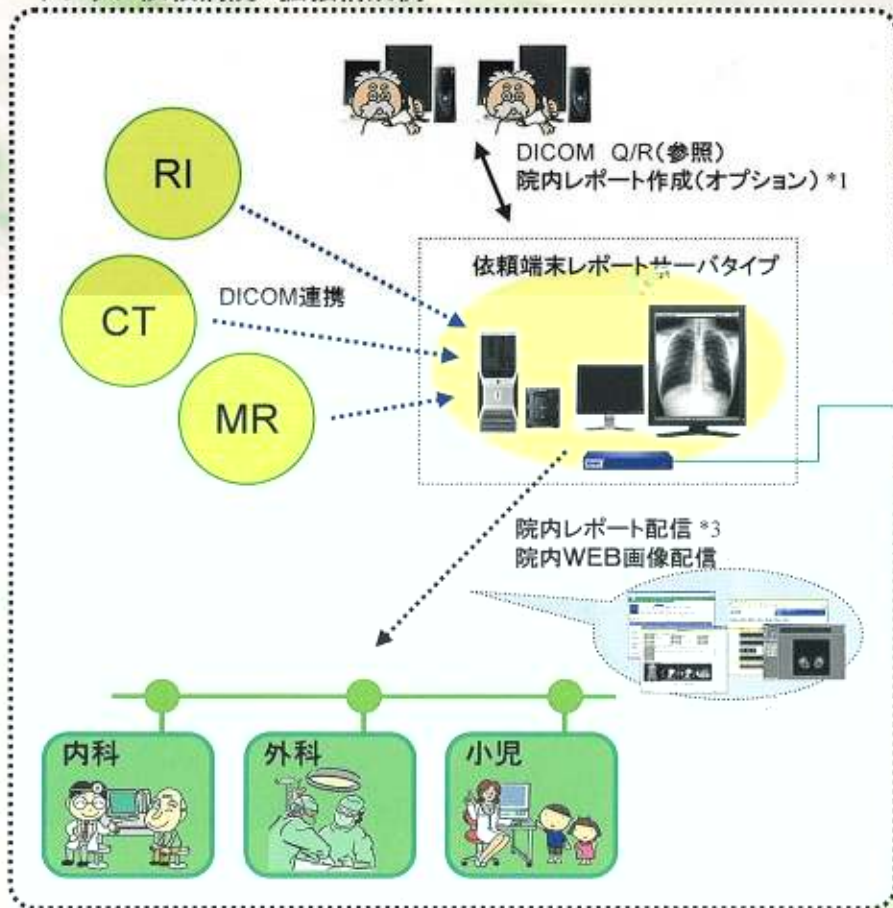 DICOM Q/R(参照)
院内レポート作成(オプション) *1
RI
依頼端末レポートサーバタイプ
DICOM連携
CT
MR
院内レポート配信 *3
院内WEB画像配信
内科
外科
小児